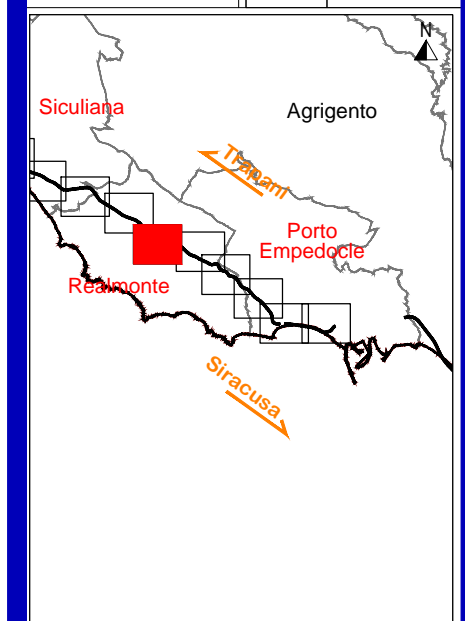 N
Siculiana
Agrigento
Trapani
Porto
Empedocle
Realmonte
Siracusa